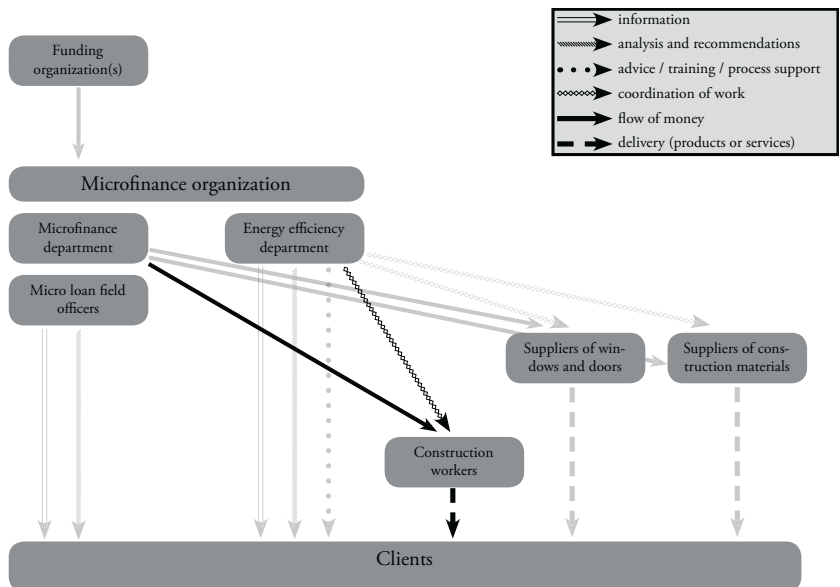 information
analysis and recommendations
advice / training / process support
coordination of work
flow of money
delivery (products or services)
Funding
organization(s)
Microfinance organization
Microfinance
department
Energy efficiency
department
Micro loan field
officers
Suppliers of win-
dows and doors
Suppliers of cons-
truction materials
Construction
workers
Clients